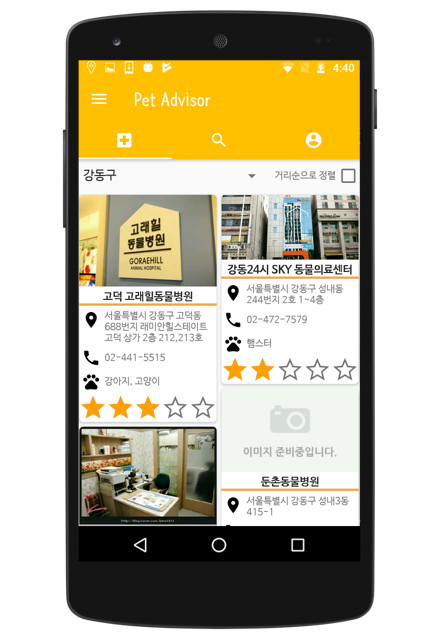 4:40
Pet Advisor
강동구
거리순으로 정렬
고래힐
동물병원
GORAEHILL
ANIMAL HOSPITAL
고덕 고래힐동물병원
서울특별시 강동구 고덕동
688번지 래미안힐스테이트
고덕 상가 2층 212,213호
02-441-5515
강아지, 고양이
강동24시 SKY 동물의료센터
서울특별시 강동구 성내동
244번지 2호 1~4층
02-472-7579
햄스터
이미지 준비중입니다.
둔촌동물병원
서울특별시 강동구 성내3동
415-1